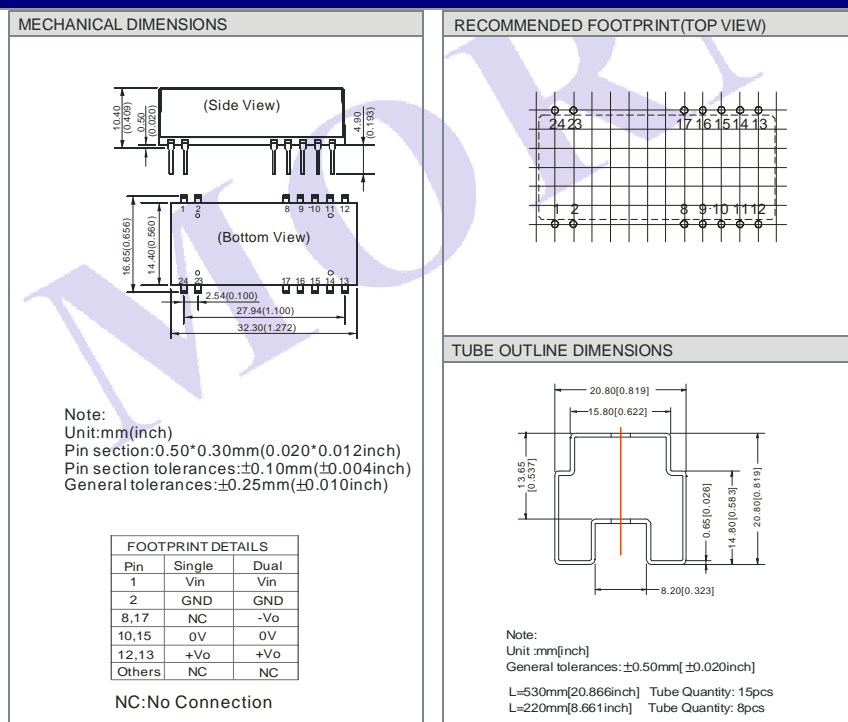 MECHANICAL DIMENSIONS
(Side View)
10.40
(0.409)
0.50
(0.020)
4.90
(0.193)
1 2 8 9 10 11 12
(Bottom View)
16.65(0.656)
14.40(0.560)
24 23 17 16 15 14 13
2.54(0.100)
27.94(1.100)
32.30(1.272)
Note:
Unit:mm(inch)
Pin section:0.50*0.30mm(0.020*0.012inch)
Pin section tolerances:±0.10mm(±0.004inch)
General tolerances:±0.25mm(±0.010inch)
FOOTPRINT DETAILS
Pin Single Dual
1 Vin Vin
2 GND GND
8,17 NC -Vo
10,15 0V 0V
12,13 +Vo +Vo
Others NC NC
NC:No Connection
RECOMMENDED FOOTPRINT(TOP VIEW)
24 23 17 16 15 14 13
1 2 8 9 10 11 12
TUBE OUTLINE DIMENSIONS
20.80[0.819]
15.80[0.622]
13.65
[0.537]
0.65[0.026]
14.80[0.583]
20.80[0.819]
8.20[0.323]
Note:
Unit :mm[inch]
General tolerances:±0.50mm[±0.020inch]
L=530mm[20.866inch] Tube Quantity: 15pcs
L=220mm[8.661inch] Tube Quantity: 8pcs
MORN